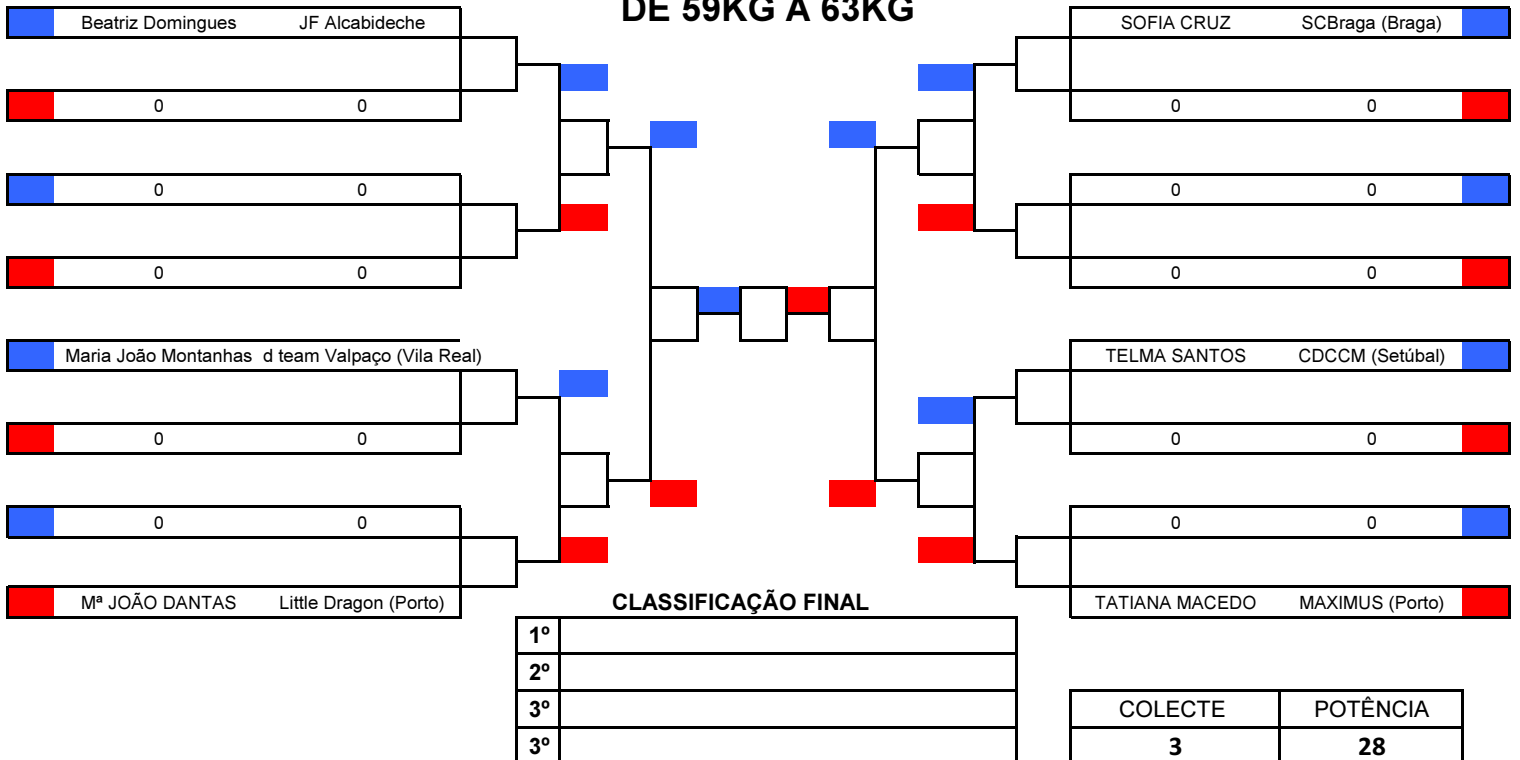 DE 59KG A 63KG
Beatriz Domingues JF Alcabideche
SOFIA CRUZ SCBraga (Braga)
0 0
0 0
0 0
0 0
0 0
0 0
Maria João Montanhas d team Valpaço (Vila Real)
TELMA SANTOS CDCCM (Setúbal)
0 0
0 0
0 0
0 0
Mª JOÃO DANTAS Little Dragon (Porto)
TATIANA MACEDO MAXIMUS (Porto)
CLASSIFICAÇÃO FINAL
1º
2º
3º
3º
COLECTE POTÊNCIA
3 28